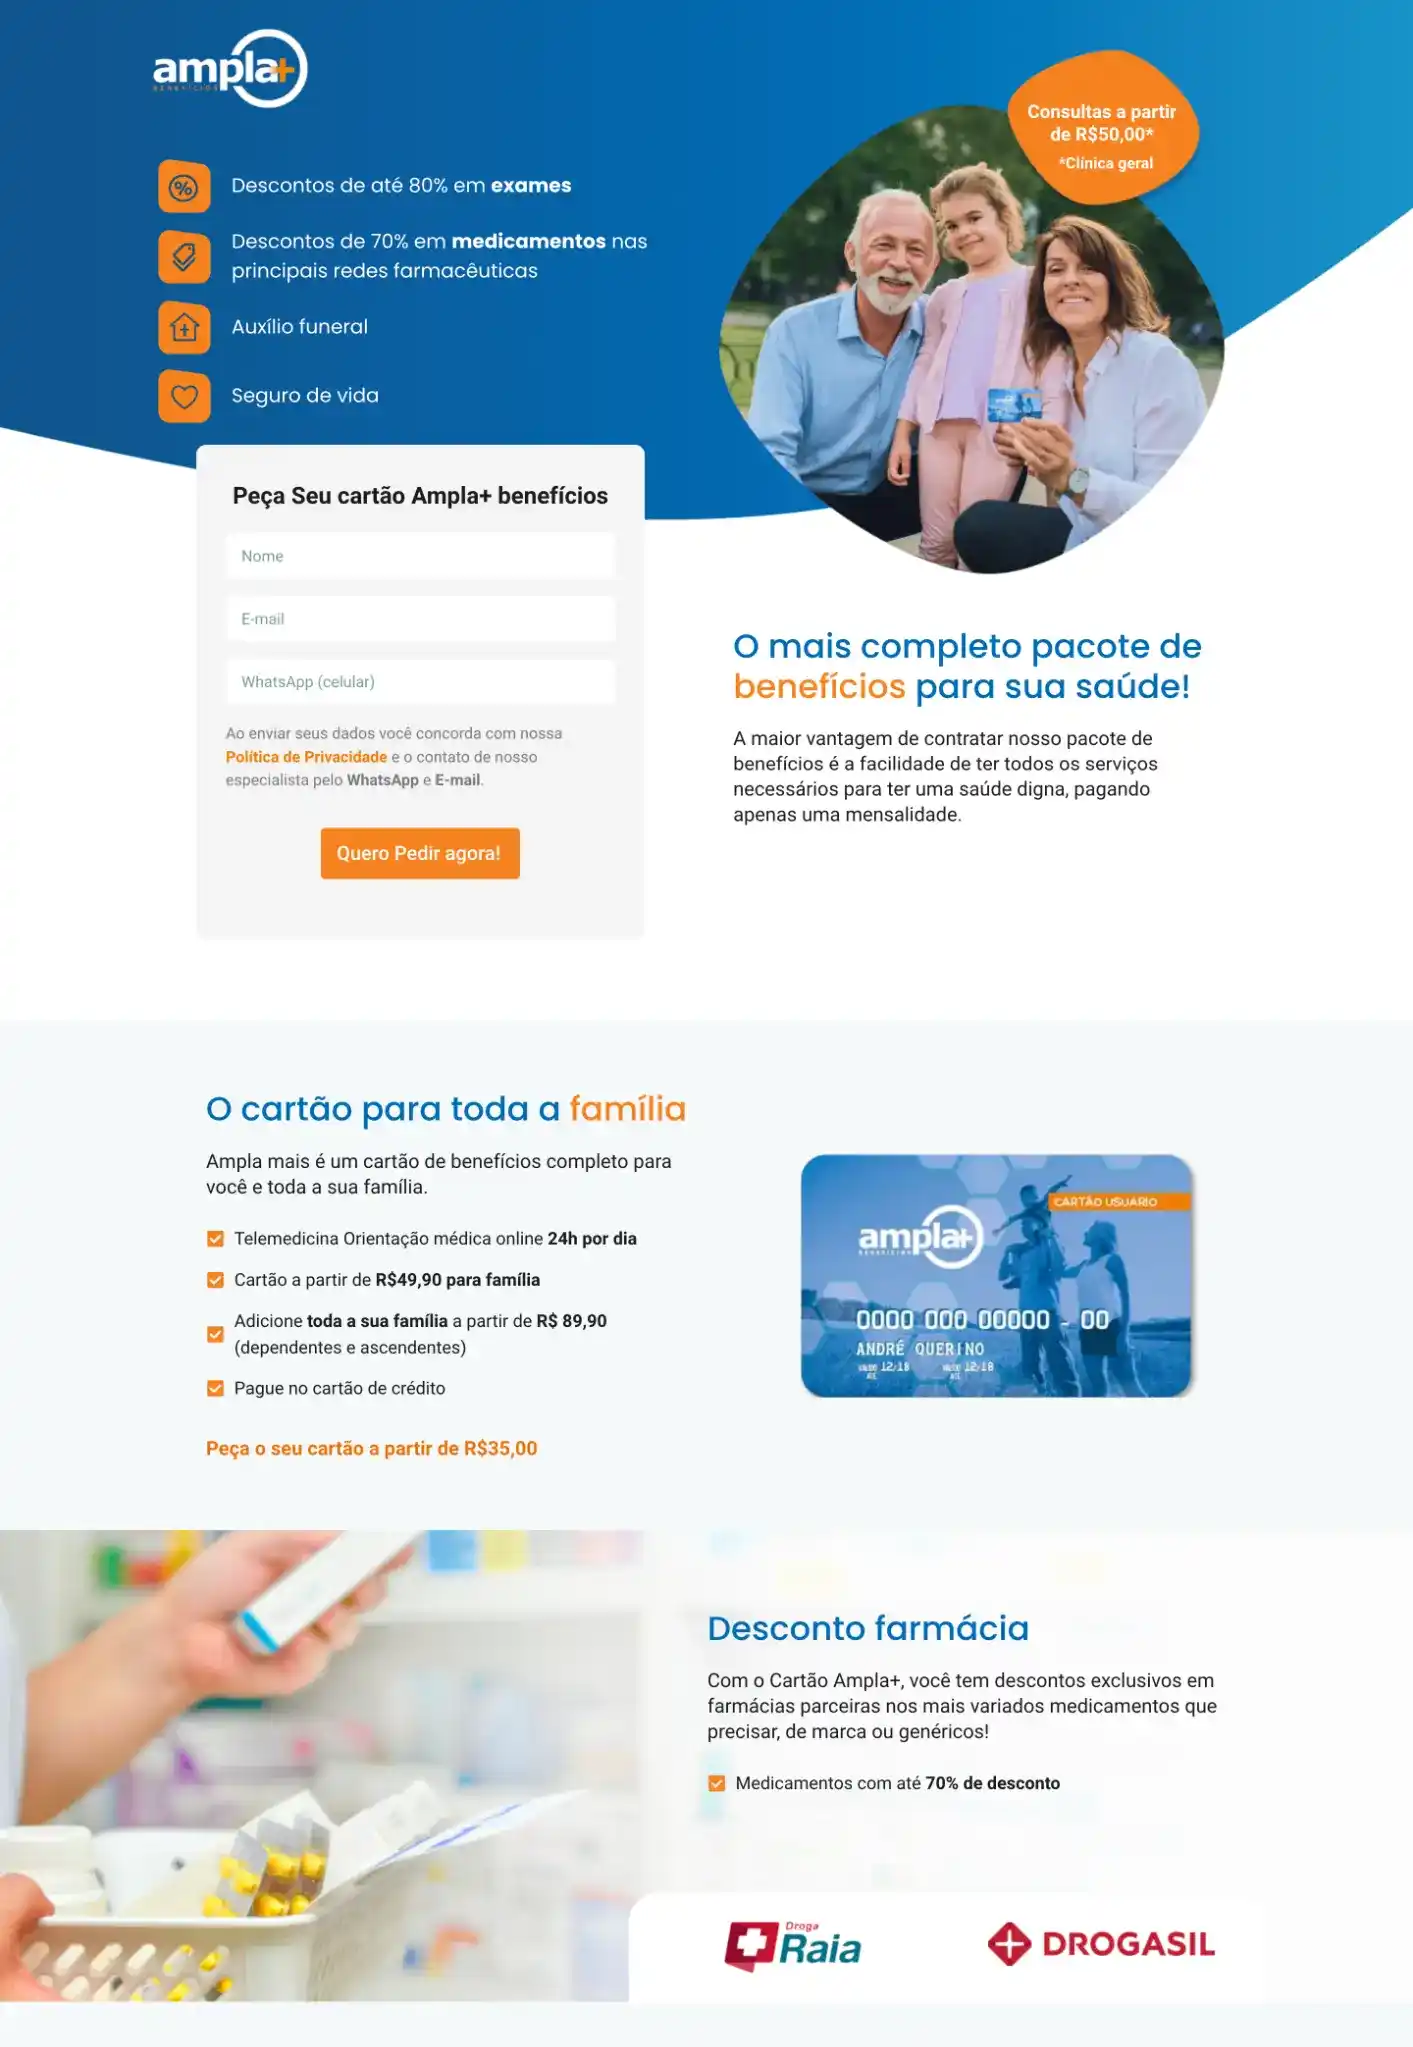 ampla+
BENEFÍCIOS
Consultas a partir
de R$50,00*
*Clínica geral
Descontos de até 80% em exames
Descontos de 70% em medicamentos nas
principais redes farmacêuticas
Auxílio funeral
Seguro de vida
Peça Seu cartão Ampla+ benefícios
Nome
E-mail
WhatsApp (celular)
Ao enviar seus dados você concorda com nossa
Política de Privacidade e o contato de nosso
especialista pelo WhatsApp e E-mail.
Quero Pedir agora!
O mais completo pacote de
benefícios para sua saúde!
A maior vantagem de contratar nosso pacote de
benefícios é a facilidade de ter todos os serviços
necessários para ter uma saúde digna, pagando
apenas uma mensalidade.
O cartão para toda a família
Ampla mais é um cartão de benefícios completo para
você e toda a sua família.
Telemedicina Orientação médica online 24h por dia
Cartão a partir de R$49,90 para família
Adicione toda a sua família a partir de R$ 89,90
(dependentes e ascendentes)
Pague no cartão de crédito
Peça o seu cartão a partir de R$35,00
CARTÃO USUÁRIO
ampla+
BENEFÍCIOS
0000 000 00000 - 00
ANDRÉ QUERINO
12/18 12/18
Desconto farmácia
Com o Cartão Ampla+, você tem descontos exclusivos em
farmácias parceiras nos mais variados medicamentos que
precisar, de marca ou genéricos!
Medicamentos com até 70% de desconto
Droga
Raia
DROGASIL